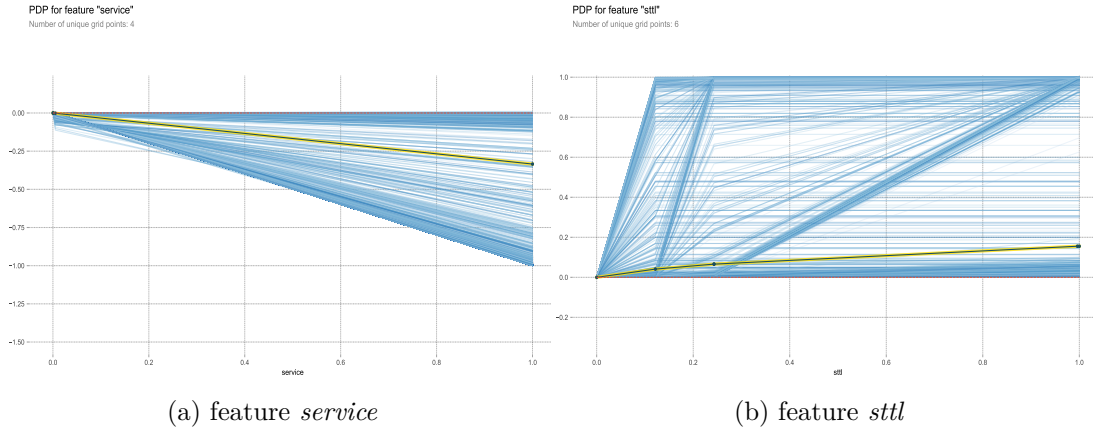 PDP for feature "service"
Number of unique grid points: 4
0.00
−0.25
−0.50
−0.75
−1.00
−1.25
−1.50
0.0 0.2 0.4 0.6 0.8 1.0
service
(a) feature service
PDP for feature "sttl"
Number of unique grid points: 6
1.0
0.8
0.6
0.4
0.2
0.0
−0.2
0.0 0.2 0.4 0.6 0.8 1.0
sttl
(b) feature sttl